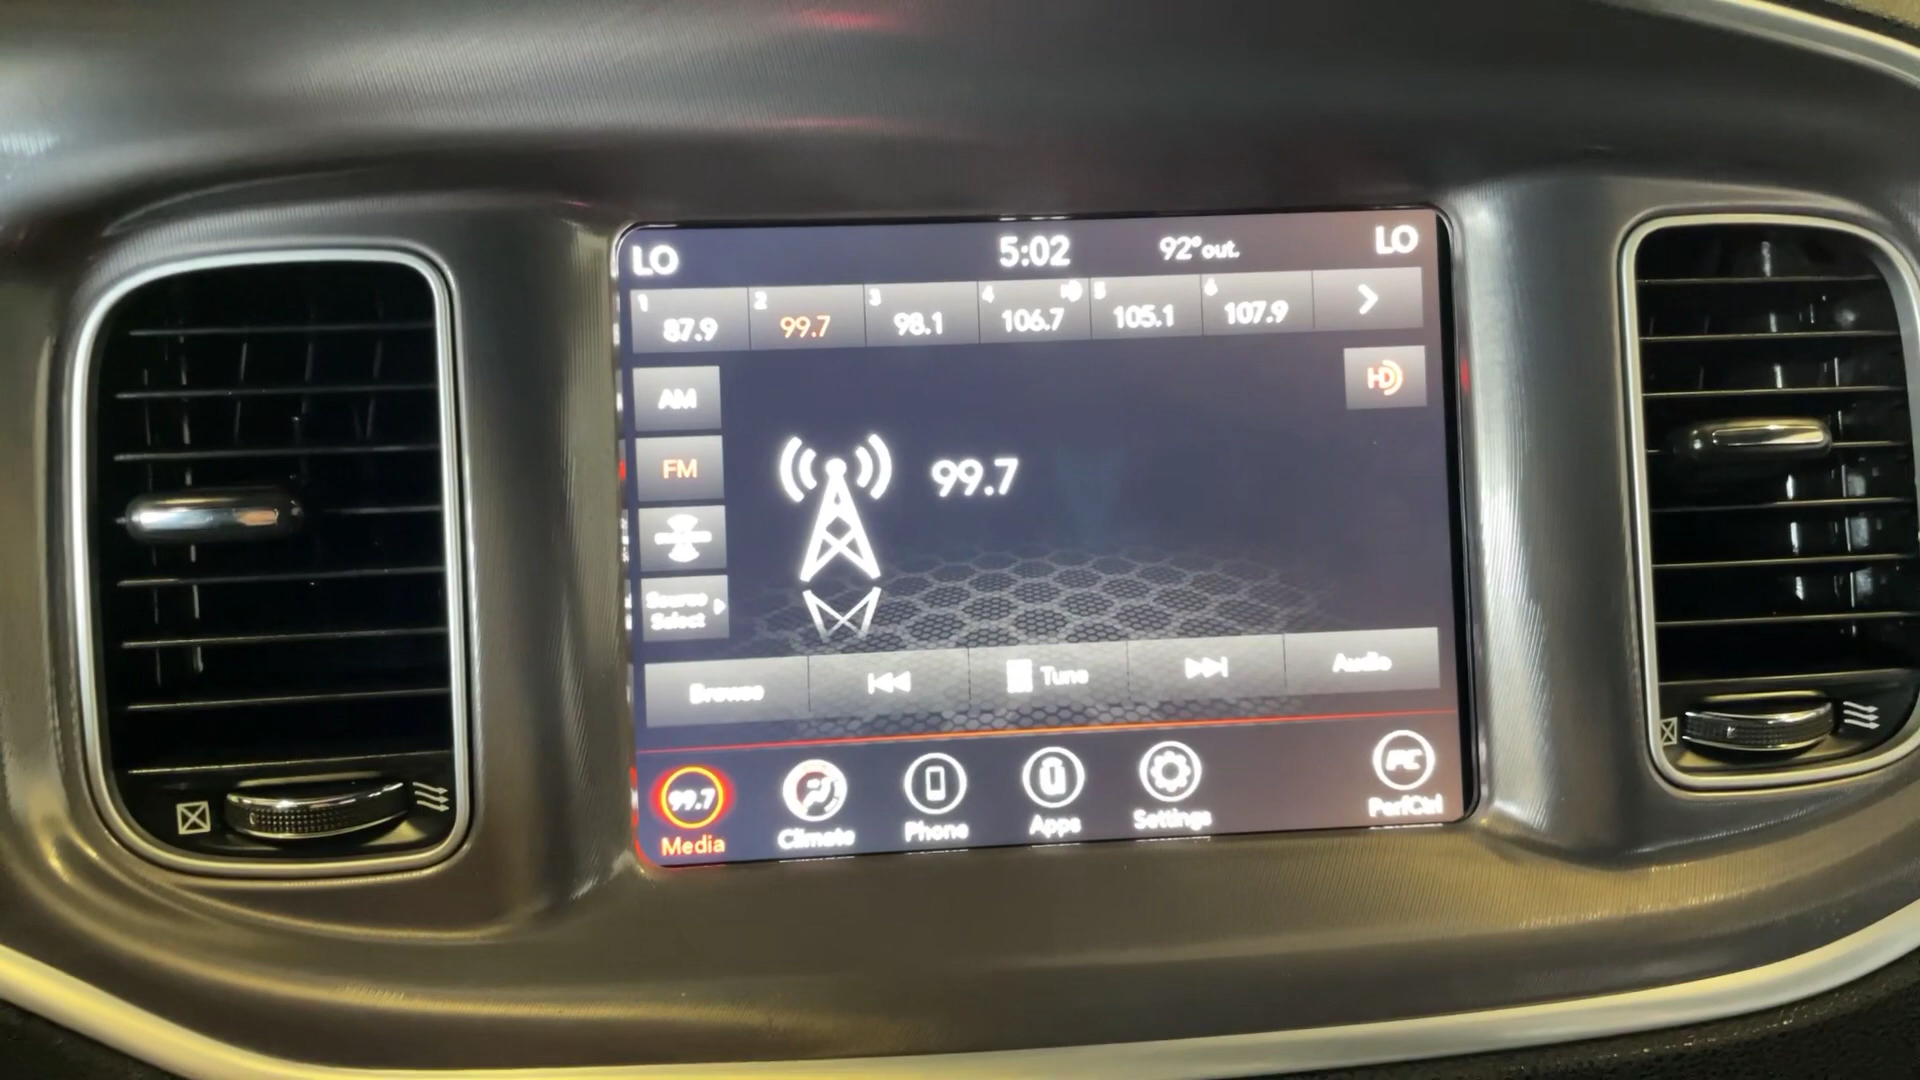 LO 5:02 92° out. LO
1 2 3 4 5 6
87.9 99.7 98.1 106.7 105.1 107.9
AM
HD
FM
99.7
Source
Select
Browse Tune Audio
99.7
Media Climate Phone Apps Settings PerfCtrl